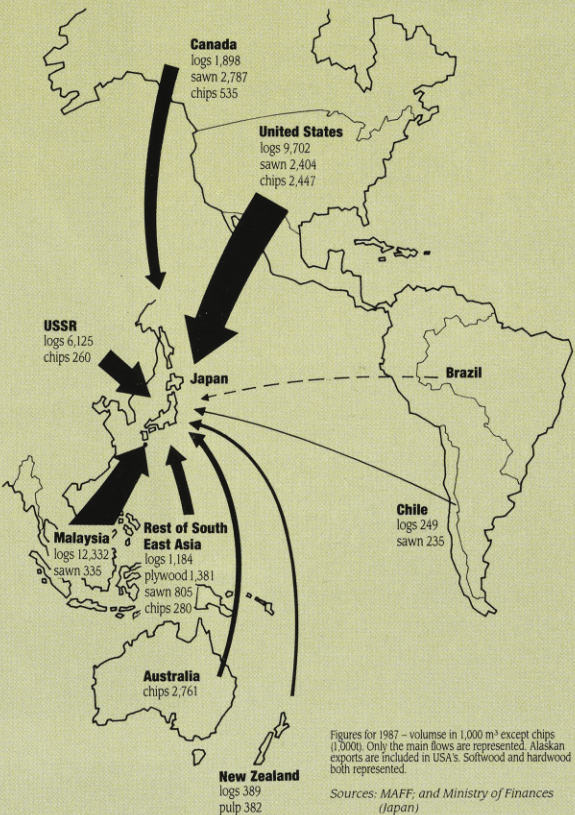 Canada
logs 1,898
sawn 2,787
chips 535
United States
logs 9,702
sawn 2,404
chips 2,447
USSR
logs 6,125
chips 260
Japan
Brazil
Chile
logs 249
sawn 235
Malaysia
logs 12,332
sawn 335
Rest of South
East Asia
logs 1,184
plywood 1,381
sawn 805
chips 280
Australia
chips 2,761
New Zealand
logs 389
pulp 382
Figures for 1987 – volumse in 1,000 m³ except chips
(1,000t). Only the main flows are represented. Alaskan
exports are included in USA's. Softwood and hardwood
both represented.
Sources: MAFF; and Ministry of Finances
(Japan)